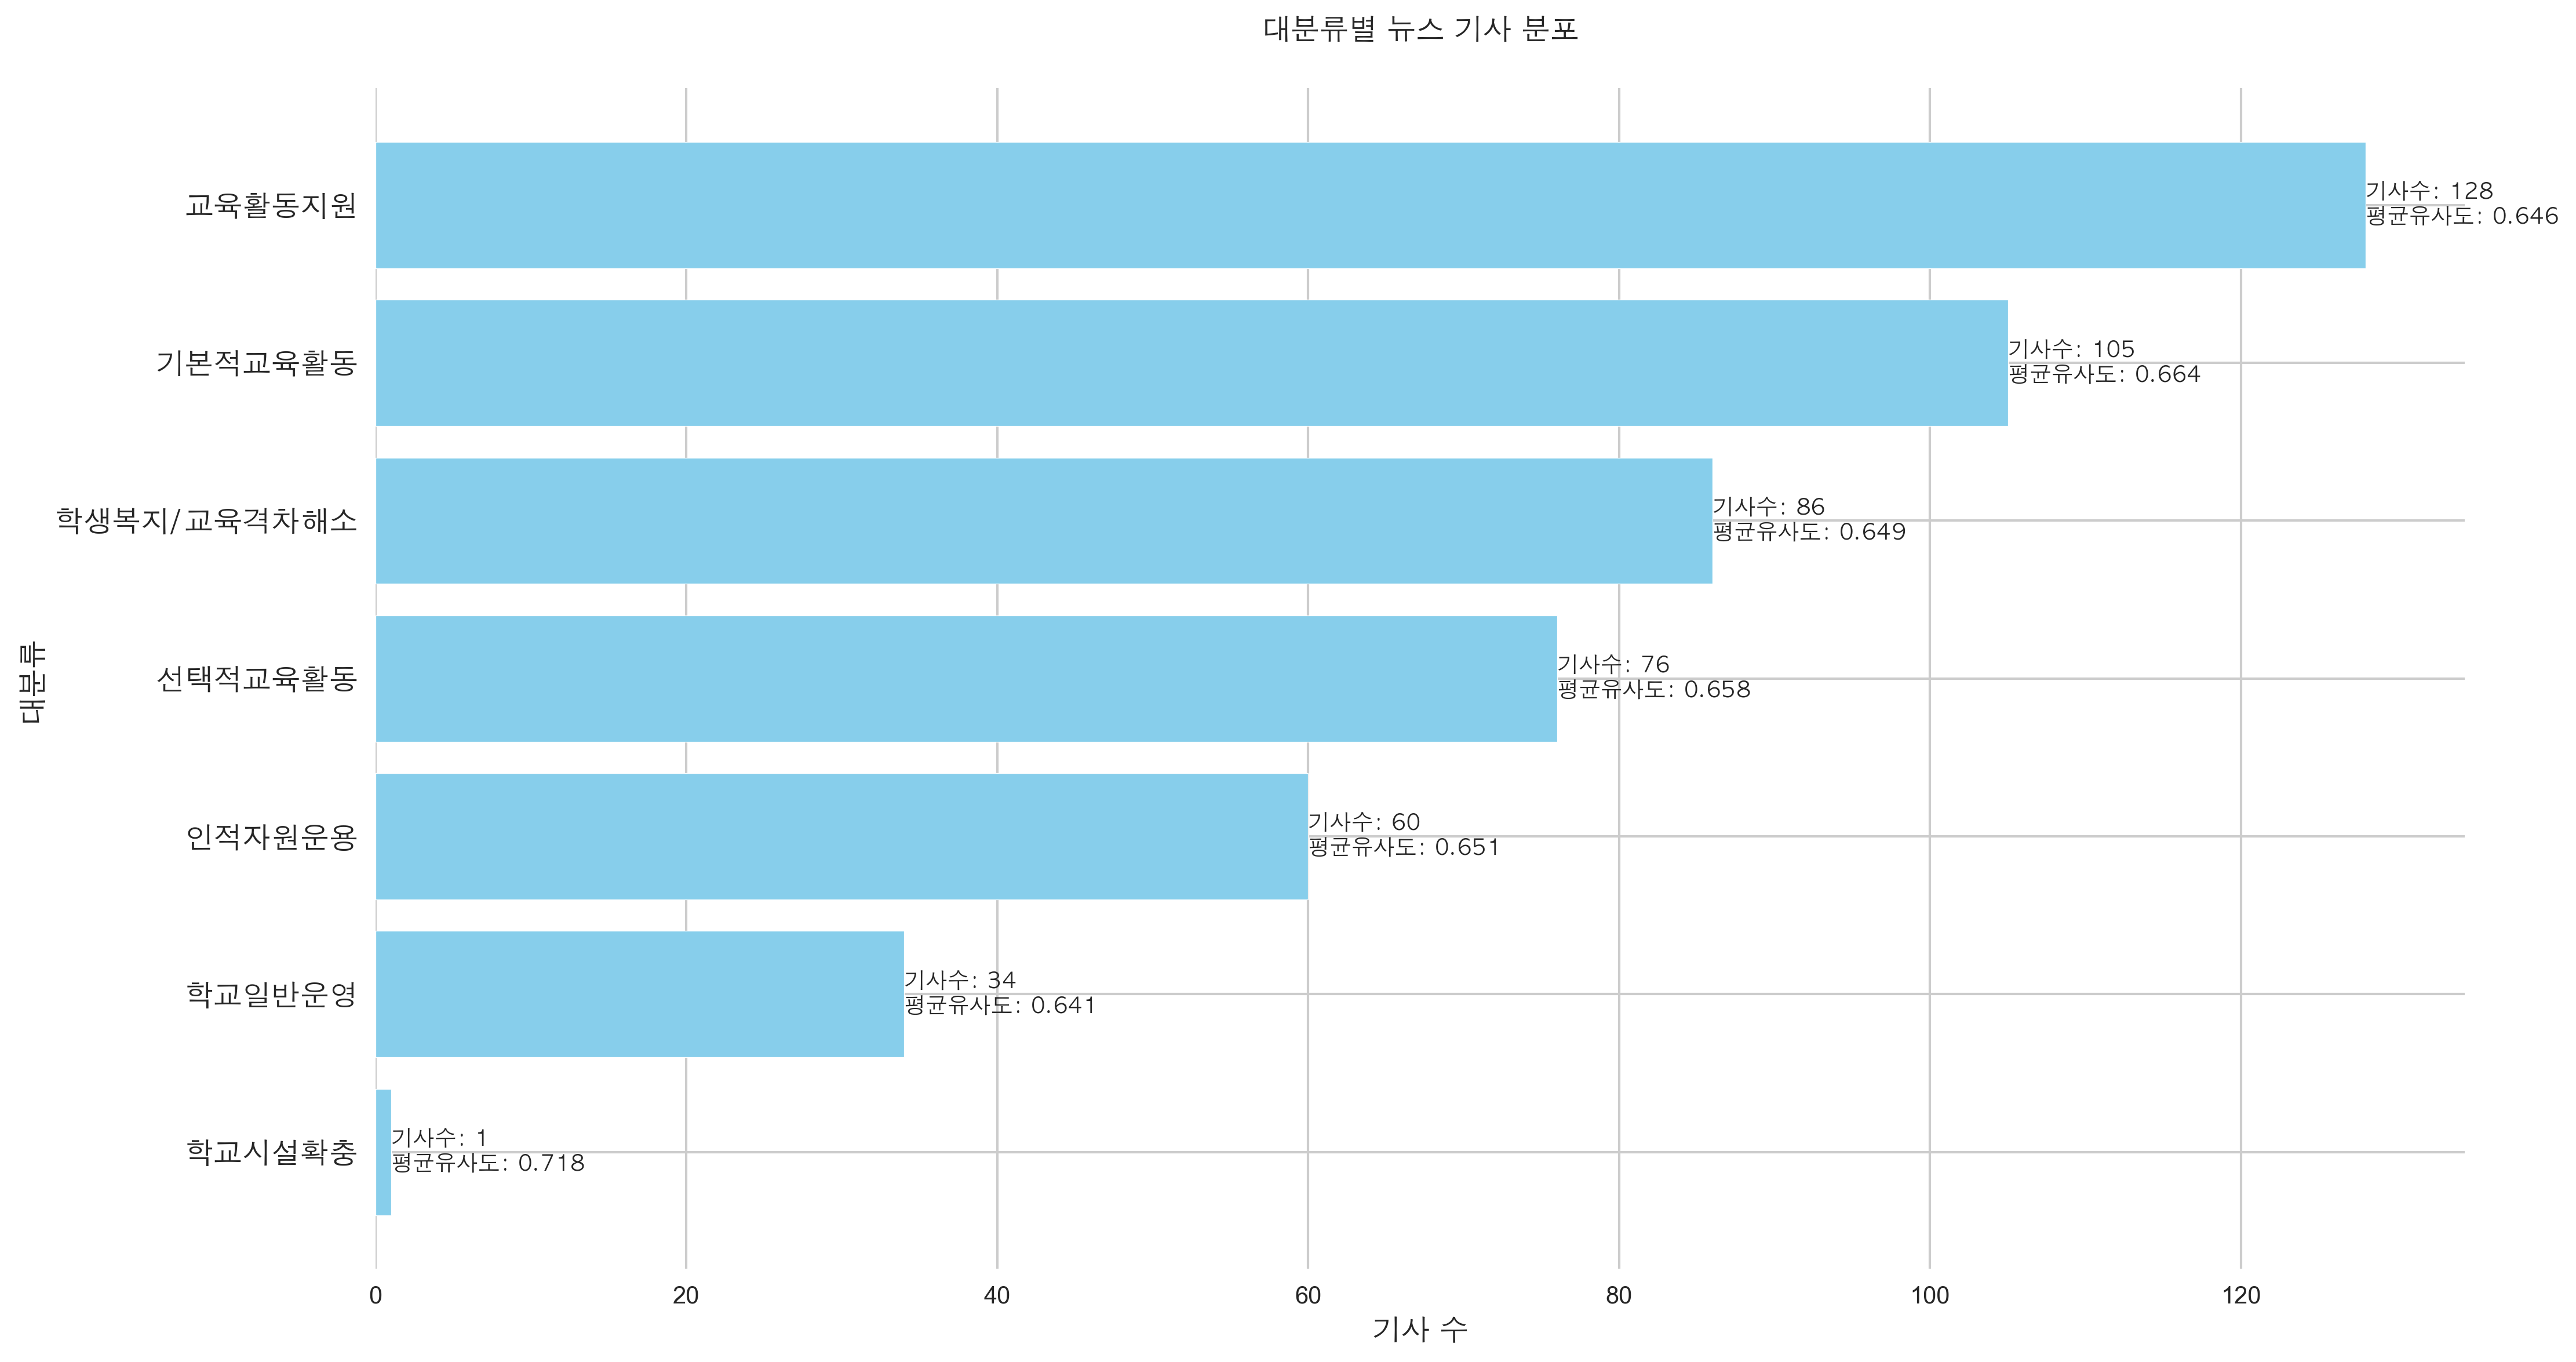 대분류별 뉴스 기사 분포
대분류
교육활동지원
기사수: 128
평균유사도: 0.646
기본적교육활동
기사수: 105
평균유사도: 0.664
학생복지/교육격차해소
기사수: 86
평균유사도: 0.649
선택적교육활동
기사수: 76
평균유사도: 0.658
인적자원운용
기사수: 60
평균유사도: 0.651
학교일반운영
기사수: 34
평균유사도: 0.641
학교시설확충
기사수: 1
평균유사도: 0.718
0 20 40 60 80 100 120
기사 수